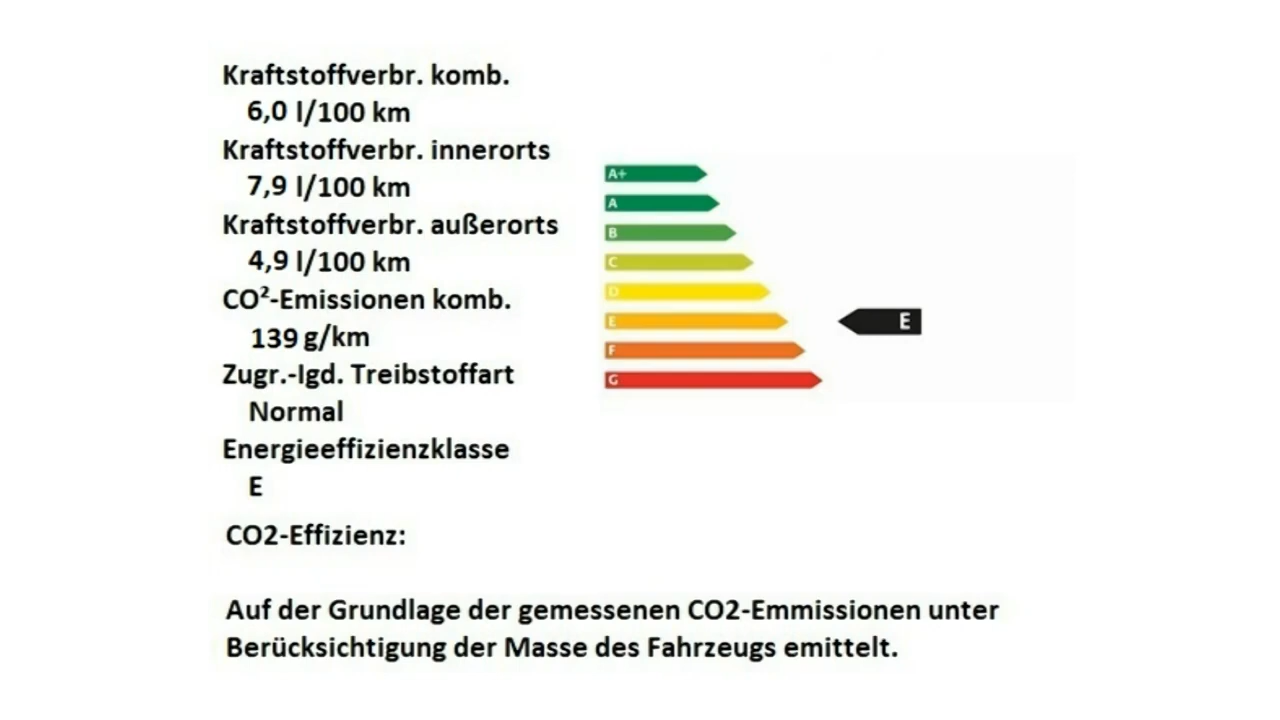 Kraftstoffverbr. komb.
6,0 l/100 km
Kraftstoffverbr. innerorts
7,9 l/100 km
Kraftstoffverbr. außerorts
4,9 l/100 km
CO²-Emissionen komb.
139 g/km
Zugr.-lgd. Treibstoffart
Normal
Energieeffizienzklasse
E
A+
A
B
C
D
E
F
G
E
CO2-Effizienz:
Auf der Grundlage der gemessenen CO2-Emmissionen unter
Berücksichtigung der Masse des Fahrzeugs emittelt.